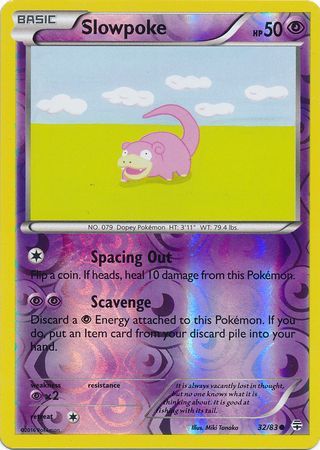 BASIC
Slowpoke
HP 50
NO. 079 Dopey Pokémon HT: 3'11" WT: 79.4 lbs.
Spacing Out
Flip a coin. If heads, heal 10 damage from this Pokémon.
Scavenge
Discard a Energy attached to this Pokémon. If you
do, put an Item card from your discard pile into your
hand.
weakness
resistance
×2
retreat
It is always vacantly lost in thought,
but no one knows what it is
thinking about. It is good at
fishing with its tail.
©2016 Pokémon
Illus. Miki Tanaka
32/83